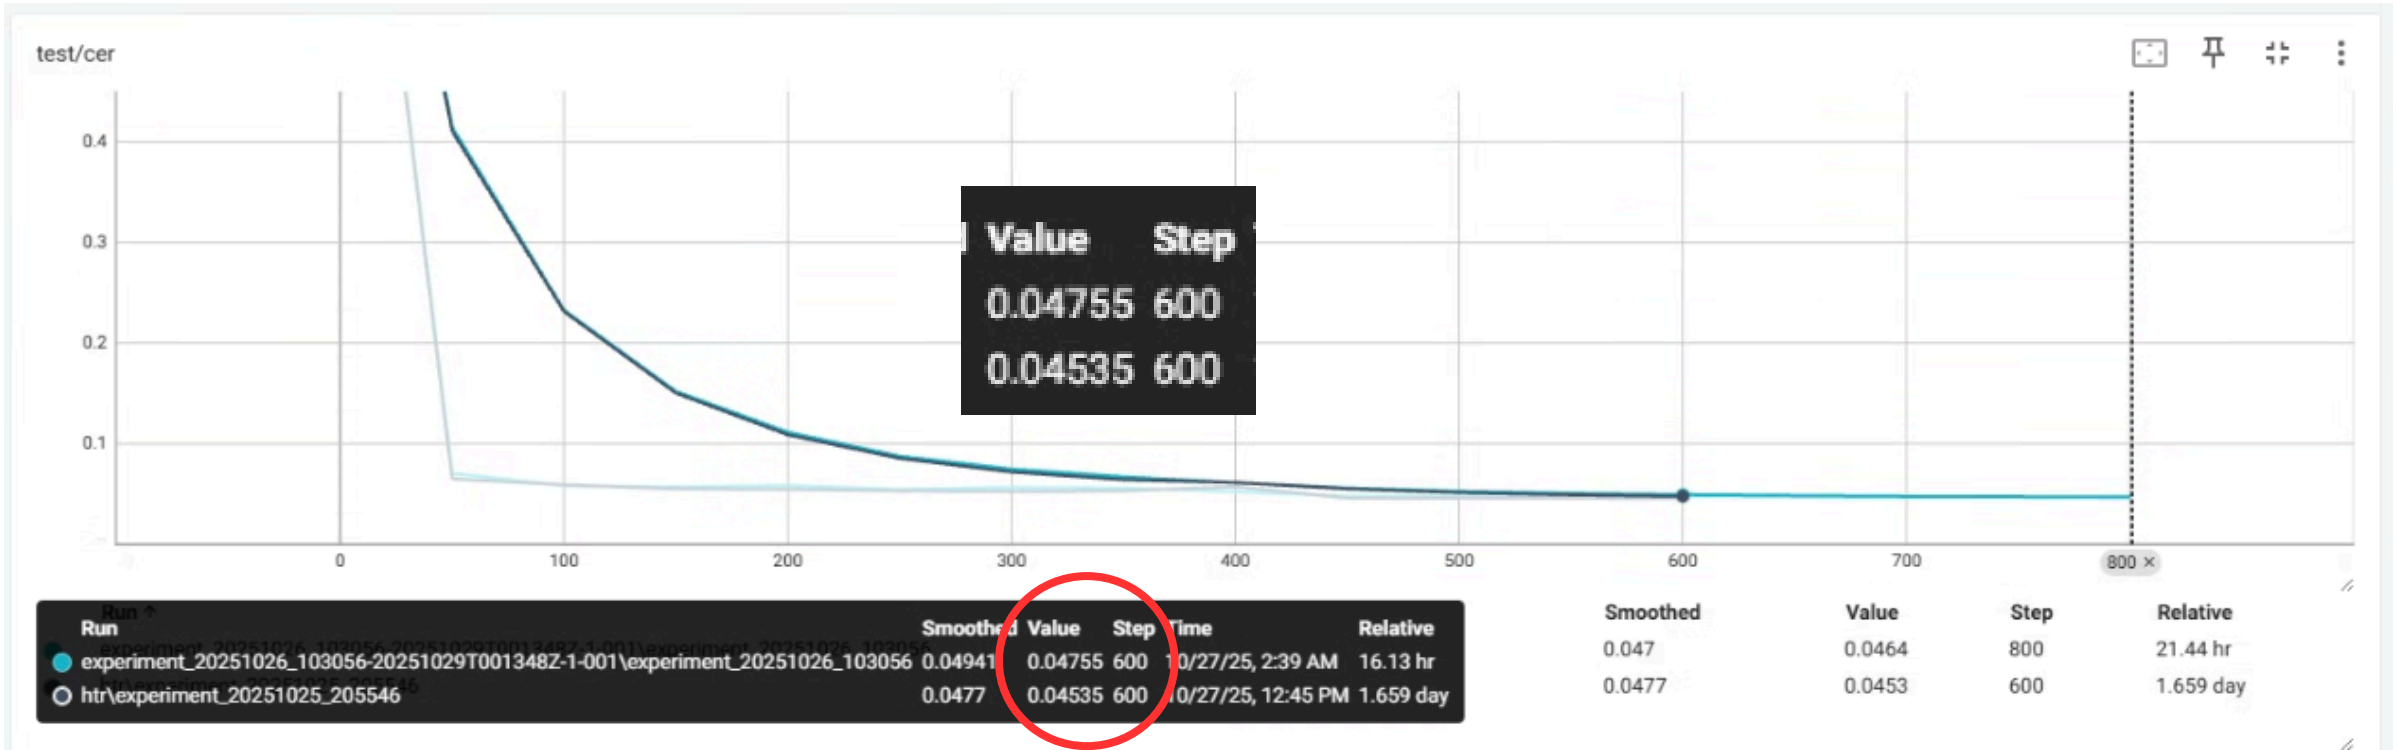 test/cer
0.4
0.3
0.2
0.1
Value Step
0.04755 600
0.04535 600
0 100 200 300 400 500 600 700 800 ×
Run ↑
Run Smoothed Value Step Time Relative
experiment_20251026_103056-20251029T001348Z-1-001\experiment_20251026_103056 0.04941 0.04755 600 10/27/25, 2:39 AM 16.13 hr
htr\experiment_20251025_205546 0.0477 0.04535 600 10/27/25, 12:45 PM 1.659 day
Smoothed Value Step Relative
0.047 0.0464 800 21.44 hr
0.0477 0.0453 600 1.659 day